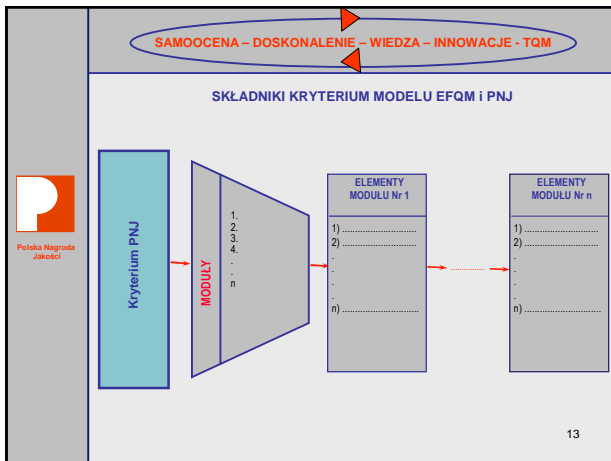 SAMOOCENA – DOSKONALENIE – WIEDZA – INNOWACJE - TQM
SKŁADNIKI KRYTERIUM MODELU EFQM i PNJ
Polska Nagroda
Jakości
Kryterium PNJ
MODUŁY
1.
2.
3.
4.
.
.
n
ELEMENTY
MODUŁU Nr 1
1) ............................
2) ............................
.
.
.
.
n) ............................
..............
ELEMENTY
MODUŁU Nr n
1) ............................
2) ............................
.
.
.
.
n) ............................
13